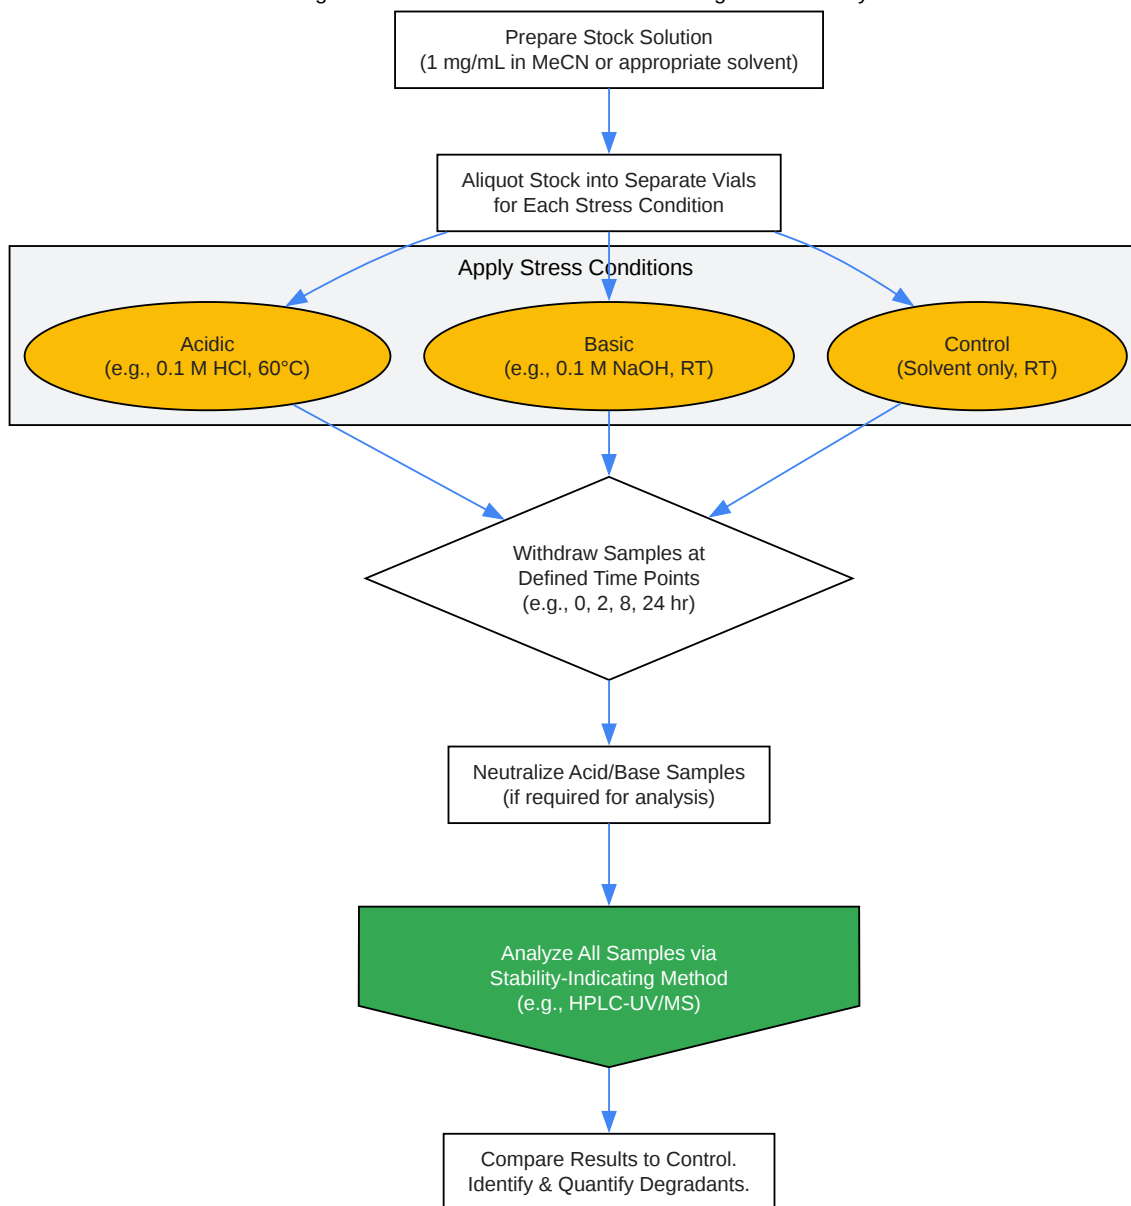 Prepare Stock Solution
(1 mg/mL in MeCN or appropriate solvent)
Aliquot Stock into Separate Vials
for Each Stress Condition
Apply Stress Conditions
Acidic
(e.g., 0.1 M HCl, 60°C)
Basic
(e.g., 0.1 M NaOH, RT)
Control
(Solvent only, RT)
Withdraw Samples at
Defined Time Points
(e.g., 0, 2, 8, 24 hr)
Neutralize Acid/Base Samples
(if required for analysis)
Analyze All Samples via
Stability-Indicating Method
(e.g., HPLC-UV/MS)
Compare Results to Control.
Identify & Quantify Degradants.